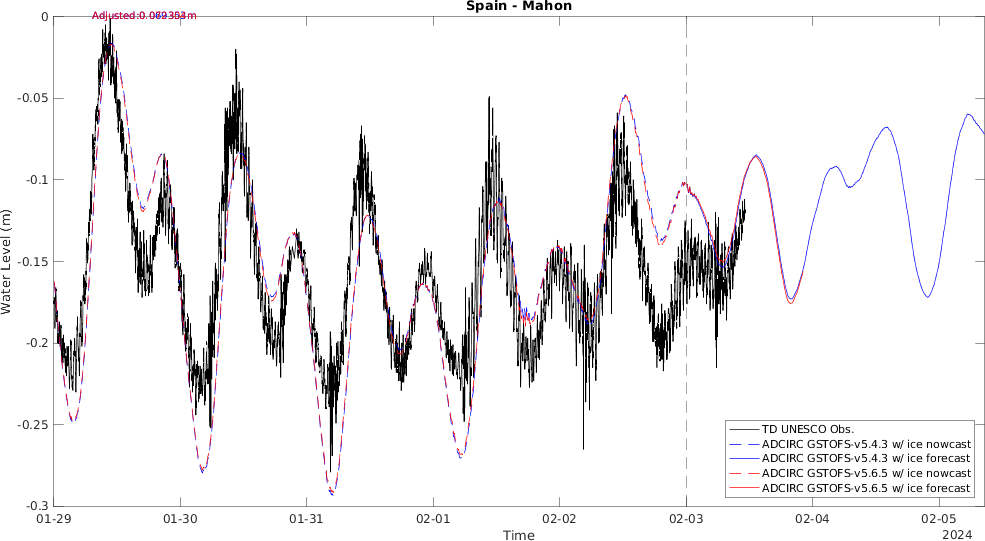 Spain - Mahon
0
-0.05
-0.1
-0.15
-0.2
-0.25
-0.3
Water Level (m)
01-29
01-30
01-31
02-01
02-02
02-03
02-04
02-05
Time
2024
TD UNESCO Obs.
ADCIRC GSTOFS-v5.4.3 w/ ice nowcast
ADCIRC GSTOFS-v5.4.3 w/ ice forecast
ADCIRC GSTOFS-v5.6.5 w/ ice nowcast
ADCIRC GSTOFS-v5.6.5 w/ ice forecast